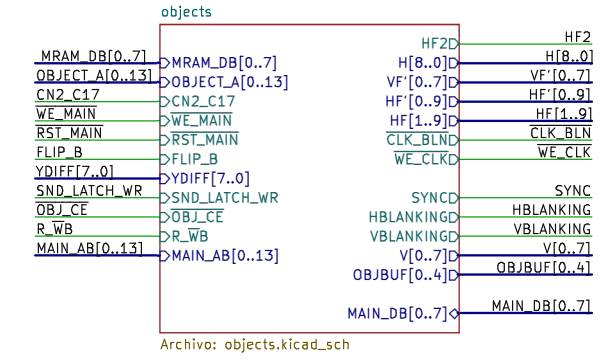 objects
HF2 HF2
MRAM_DB[0..7] MRAM_DB[0..7] H[8..0] H[8..0]
OBJECT_A[0..13] OBJECT_A[0..13] VF'[0..7] VF'[0..7]
CN2_C17 CN2_C17 HF'[0..9] HF'[0..9]
WE_MAIN WE_MAIN HF[1..9] HF[1..9]
RST_MAIN RST_MAIN CLK_BLN CLK_BLN
FLIP_B FLIP_B WE_CLK WE_CLK
YDIFF[7..0] YDIFF[7..0]
SND_LATCH_WR SND_LATCH_WR SYNC SYNC
OBJ_CE OBJ_CE HBLANKING HBLANKING
R_WB R_WB VBLANKING VBLANKING
MAIN_AB[0..13] MAIN_AB[0..13] V[0..7] V[0..7]
OBJBUF[0..4] OBJBUF[0..4]
MAIN_DB[0..7] MAIN_DB[0..7]
Archivo: objects.kicad_sch